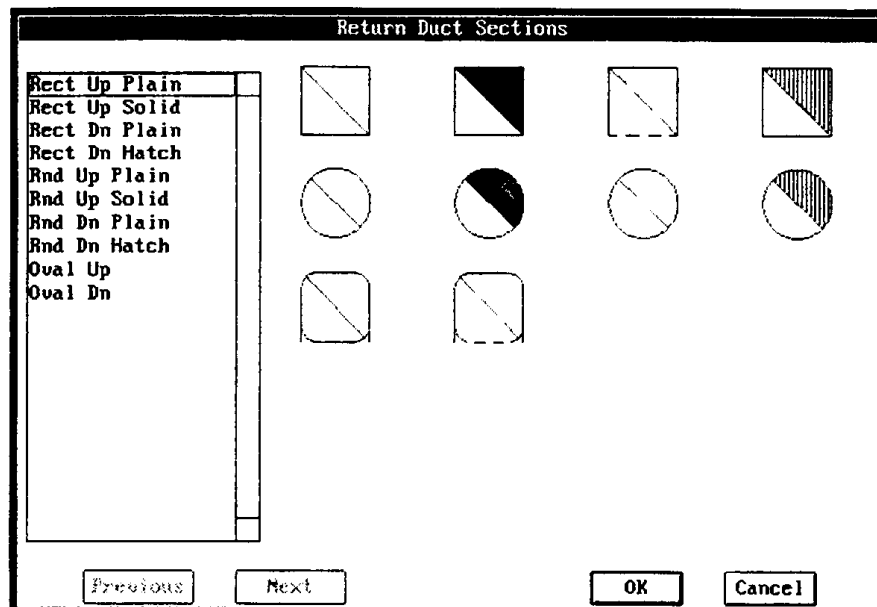 Return Duct Sections
Rect Up Plain
Rect Up Solid
Rect Dn Plain
Rect Dn Hatch
Rnd Up Plain
Rnd Up Solid
Rnd Dn Plain
Rnd Dn Hatch
Oval Up
Oval Dn
Previous
Next
OK
Cancel